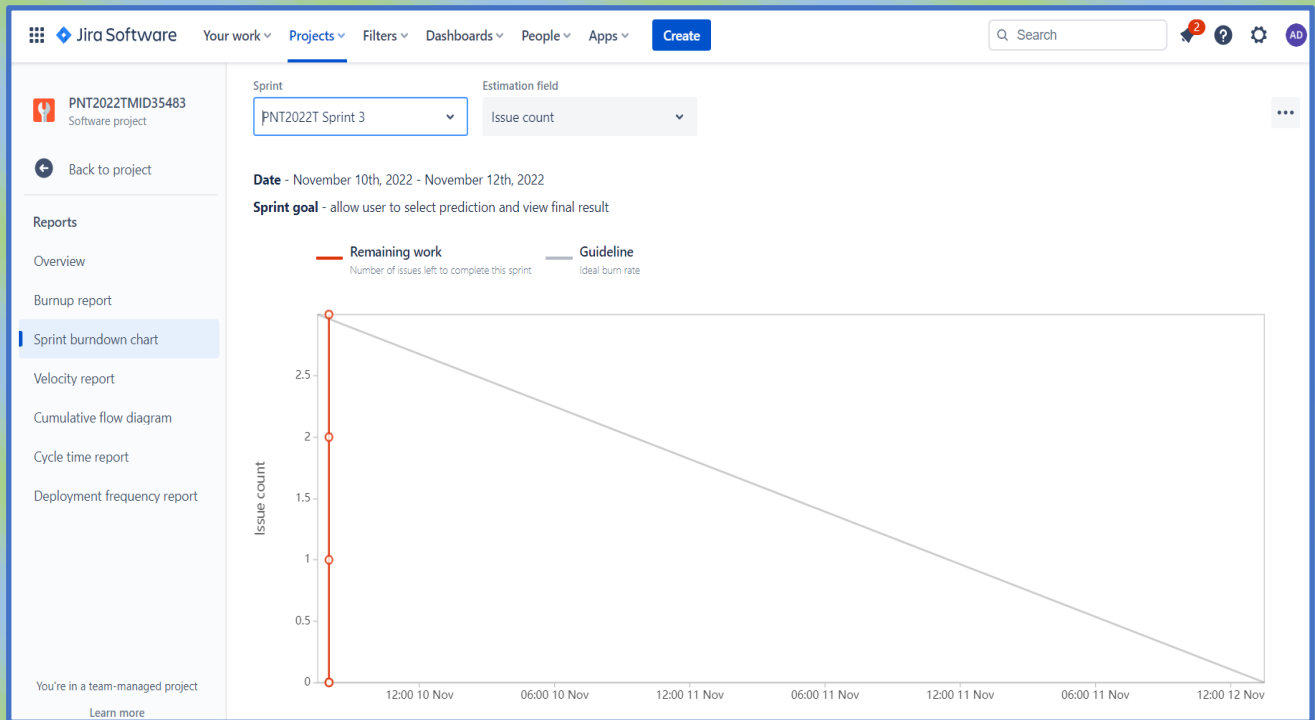 Jira Software Your work Projects Filters Dashboards People Apps Create Search 2 AD
PNT2022TMID35483
Software project
Back to project
Reports
Overview
Burnup report
Sprint burndown chart
Velocity report
Cumulative flow diagram
Cycle time report
Deployment frequency report
You're in a team-managed project
Learn more
Sprint Estimation field
PNT2022T Sprint 3 Issue count
Date - November 10th, 2022 - November 12th, 2022
Sprint goal - allow user to select prediction and view final result
Remaining work Guideline
Number of issues left to complete this sprint Ideal burn rate
Issue count
2.5
2
1.5
1
0.5
0
12:00 10 Nov 06:00 10 Nov 12:00 11 Nov 06:00 11 Nov 12:00 11 Nov 06:00 11 Nov 12:00 12 Nov